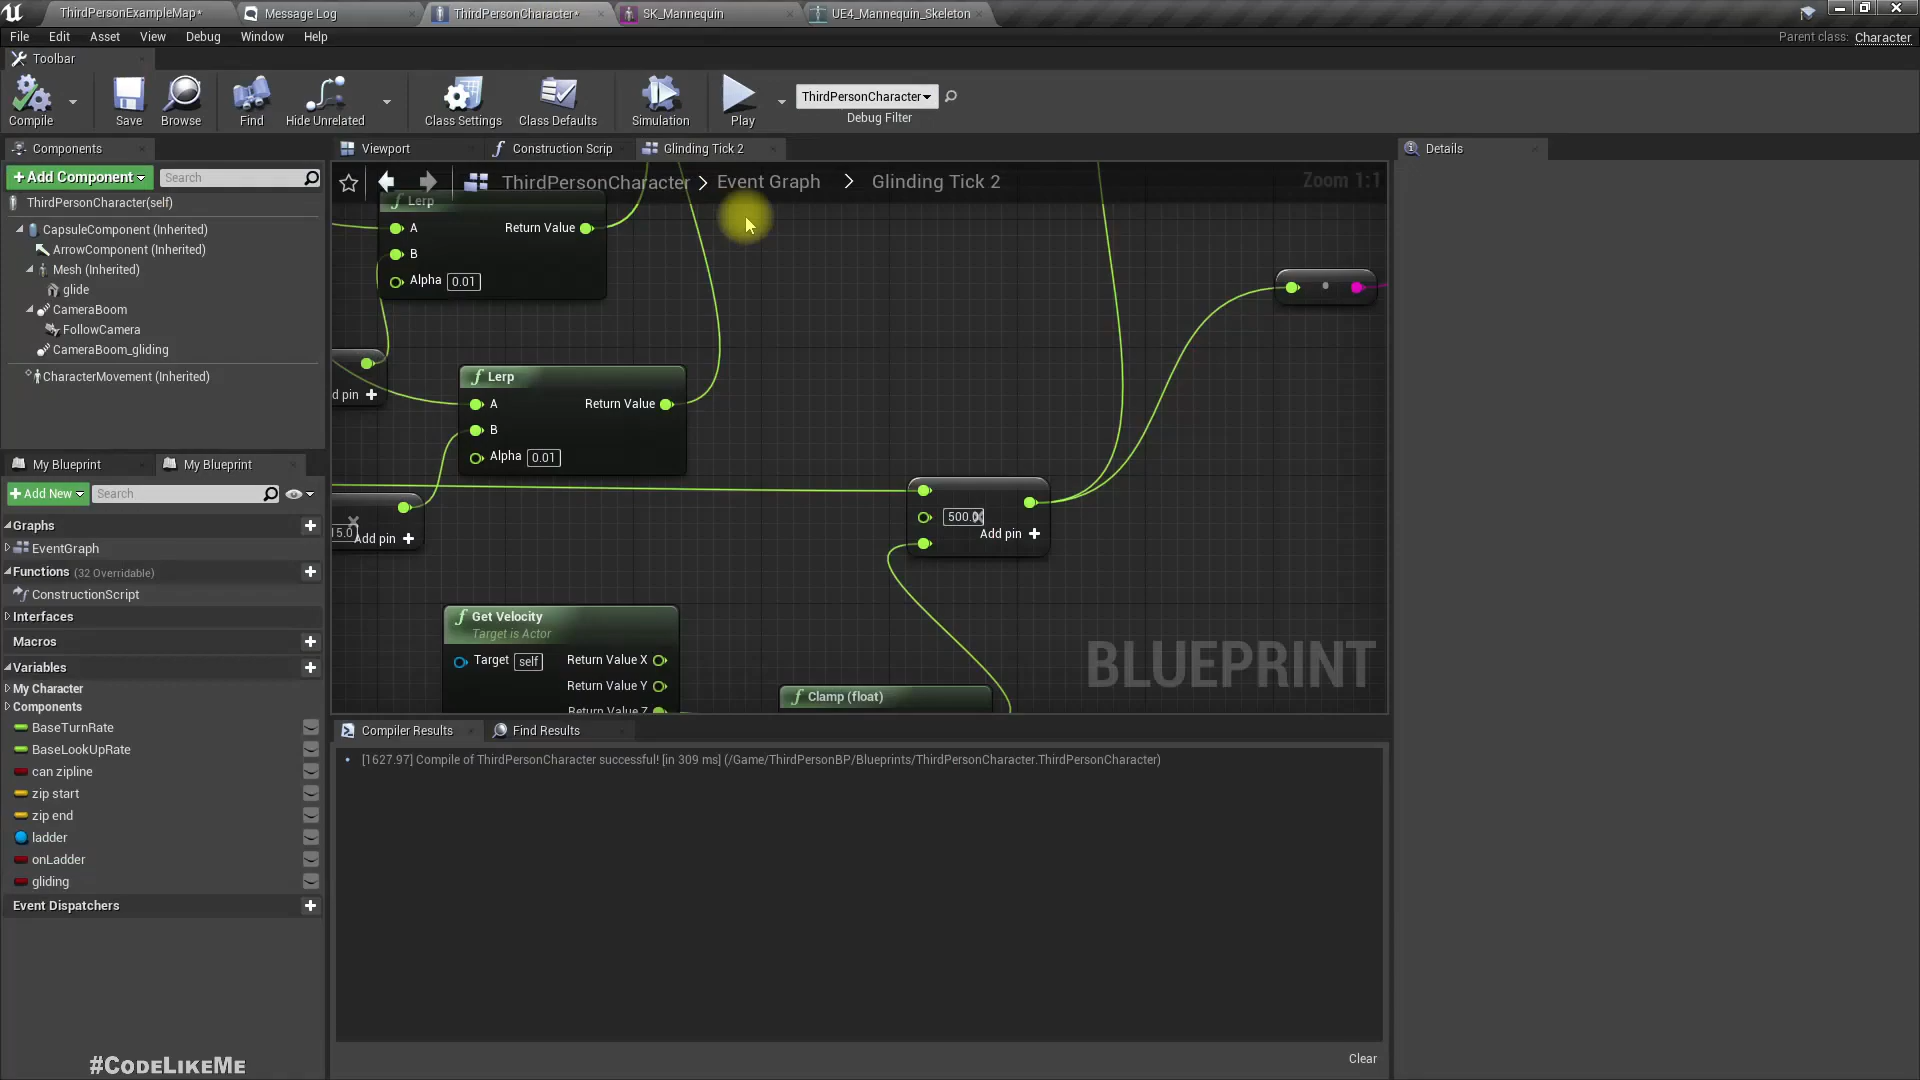 ThirdPersonExampleMap*
Message Log
ThirdPersonCharacter*
SK_Mannequin
UE4_Mannequin_Skeleton
File Edit Asset View Debug Window Help
Parent class: Character
Toolbar
Compile
Save
Browse
Find
Hide Unrelated
Class Settings
Class Defaults
Simulation
Play
ThirdPersonCharacter
Debug Filter
Components
+Add Component
Search
ThirdPersonCharacter(self)
CapsuleComponent (Inherited)
ArrowComponent (Inherited)
Mesh (Inherited)
glide
CameraBoom
FollowCamera
CameraBoom_gliding
CharacterMovement (Inherited)
My Blueprint
My Blueprint
+Add New
Search
Graphs
EventGraph
Functions (32 Overridable)
ConstructionScript
Interfaces
Macros
Variables
My Character
Components
BaseTurnRate
BaseLookUpRate
can zipline
zip start
zip end
ladder
onLadder
gliding
Event Dispatchers
#CODELIKEME
Viewport
Construction Scrip
Glinding Tick 2
ThirdPersonCharacter > Event Graph > Glinding Tick 2
Zoom 1:1
Lerp
A
Return Value
B
Alpha 0.01
d pin +
Lerp
A
Return Value
B
Alpha 0.01
15.0
Add pin +
500.0
Add pin +
Get Velocity
Target is Actor
Target self
Return Value X
Return Value Y
Return Value Z
Clamp (float)
BLUEPRINT
Compiler Results
Find Results
[1627.97] Compile of ThirdPersonCharacter successful! [in 309 ms] (/Game/ThirdPersonBP/Blueprints/ThirdPersonCharacter.ThirdPersonCharacter)
Clear
Details